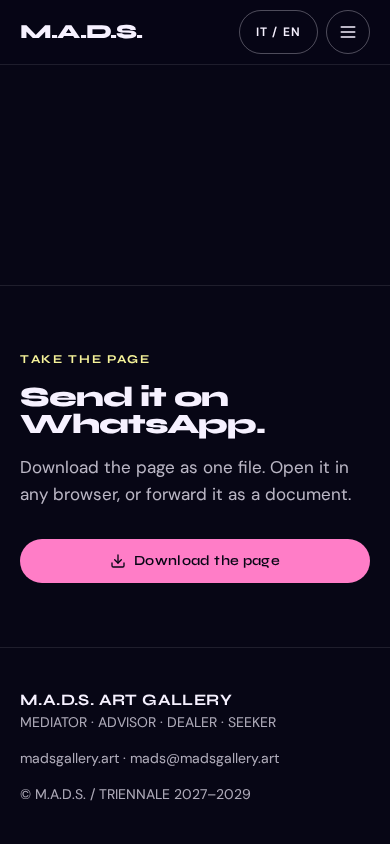 M.A.D.S.
IT / EN
TAKE THE PAGE
Send it on
WhatsApp.
Download the page as one file. Open it in
any browser, or forward it as a document.
Download the page
M.A.D.S. ART GALLERY
MEDIATOR · ADVISOR · DEALER · SEEKER
madsgallery.art · mads@madsgallery.art
© M.A.D.S. / TRIENNALE 2027–2029